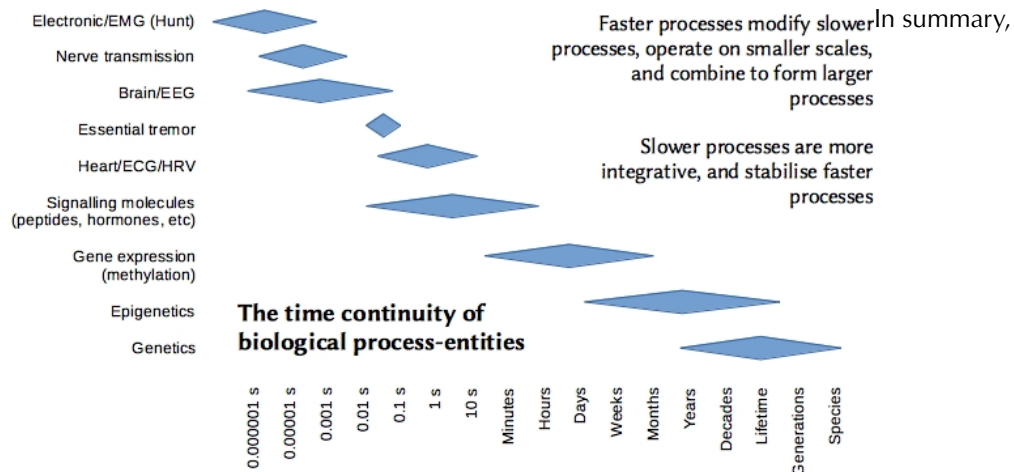 Electronic/EMG (Hunt)
Nerve transmission
Brain/EEG
Essential tremor
Heart/ECG/HRV
Signalling molecules
(peptides, hormones, etc)
Gene expression
(methylation)
Epigenetics
Genetics
Faster processes modify slower
processes, operate on smaller scales,
and combine to form larger
processes
Slower processes are more
integrative, and stabilise faster
processes
In summary,
The time continuity of
biological process-entities
0.000001 s
0.00001 s
0.001 s
0.01 s
0.1 s
1 s
10 s
Minutes
Hours
Days
Weeks
Months
Years
Decades
Lifetime
Generations
Species